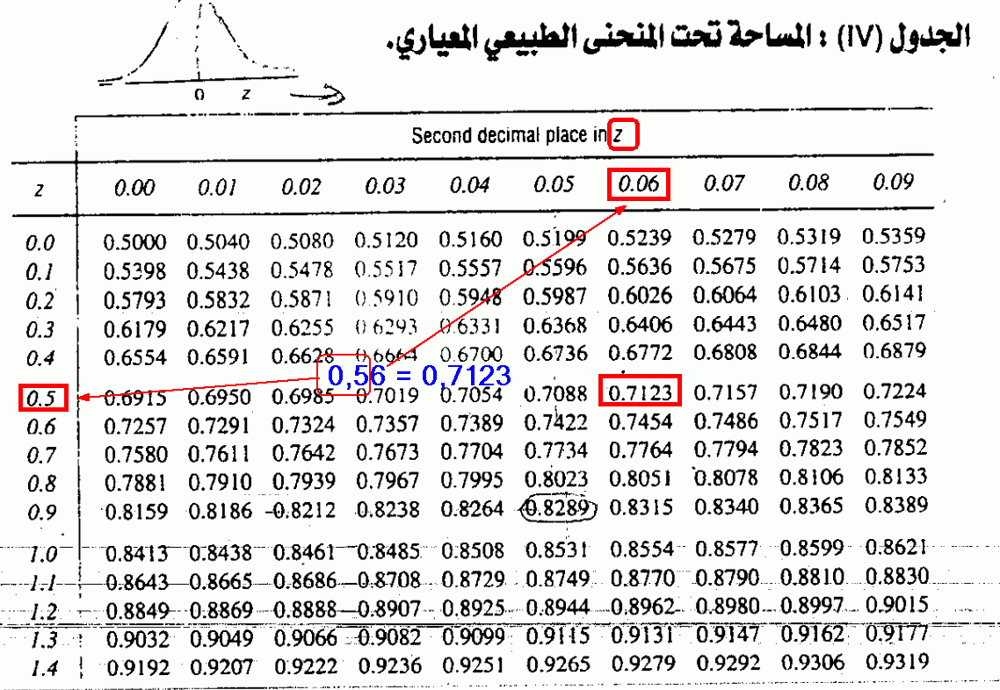 الجدول (IV) : المساحة تحت المنحنى الطبيعي المعياري.
0 z
Second decimal place in z
z 0.00 0.01 0.02 0.03 0.04 0.05 0.06 0.07 0.08 0.09
0.0 0.5000 0.5040 0.5080 0.5120 0.5160 0.5199 0.5239 0.5279 0.5319 0.5359
0.1 0.5398 0.5438 0.5478 0.5517 0.5557 0.5596 0.5636 0.5675 0.5714 0.5753
0.2 0.5793 0.5832 0.5871 0.5910 0.5948 0.5987 0.6026 0.6064 0.6103 0.6141
0.3 0.6179 0.6217 0.6255 0.6293 0.6331 0.6368 0.6406 0.6443 0.6480 0.6517
0.4 0.6554 0.6591 0.6628 0.6664 0.6700 0.6736 0.6772 0.6808 0.6844 0.6879
0,56 = 0,7123
0.5 0.6915 0.6950 0.6985 0.7019 0.7054 0.7088 0.7123 0.7157 0.7190 0.7224
0.6 0.7257 0.7291 0.7324 0.7357 0.7389 0.7422 0.7454 0.7486 0.7517 0.7549
0.7 0.7580 0.7611 0.7642 0.7673 0.7704 0.7734 0.7764 0.7794 0.7823 0.7852
0.8 0.7881 0.7910 0.7939 0.7967 0.7995 0.8023 0.8051 0.8078 0.8106 0.8133
0.9 0.8159 0.8186 0.8212 0.8238 0.8264 0.8289 0.8315 0.8340 0.8365 0.8389
1.0 0.8413 0.8438 0.8461 0.8485 0.8508 0.8531 0.8554 0.8577 0.8599 0.8621
1.1 0.8643 0.8665 0.8686 0.8708 0.8729 0.8749 0.8770 0.8790 0.8810 0.8830
1.2 0.8849 0.8869 0.8888 0.8907 0.8925 0.8944 0.8962 0.8980 0.8997 0.9015
1.3 0.9032 0.9049 0.9066 0.9082 0.9099 0.9115 0.9131 0.9147 0.9162 0.9177
1.4 0.9192 0.9207 0.9222 0.9236 0.9251 0.9265 0.9279 0.9292 0.9306 0.9319